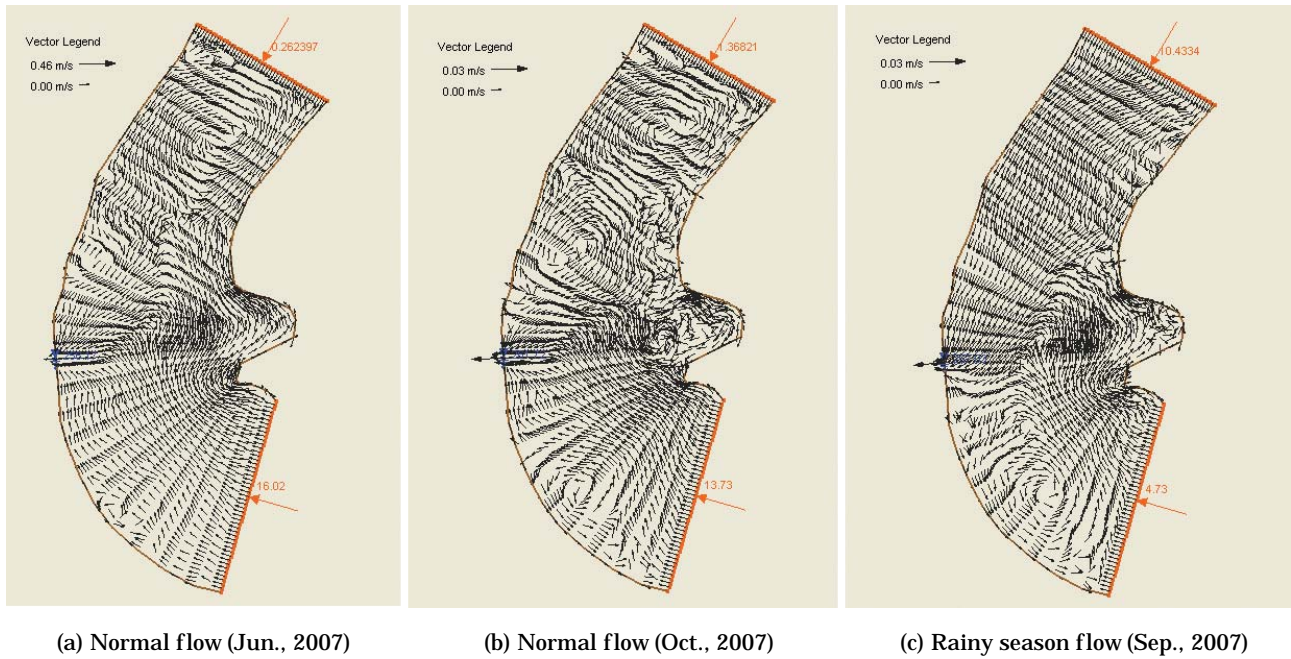 Vector Legend
0.46 m/s
0.00 m/s
0.262397
16.02
(a) Normal flow (Jun., 2007)
Vector Legend
0.03 m/s
0.00 m/s
1.36821
13.73
(b) Normal flow (Oct., 2007)
Vector Legend
0.03 m/s
0.00 m/s
10.4334
4.73
(c) Rainy season flow (Sep., 2007)